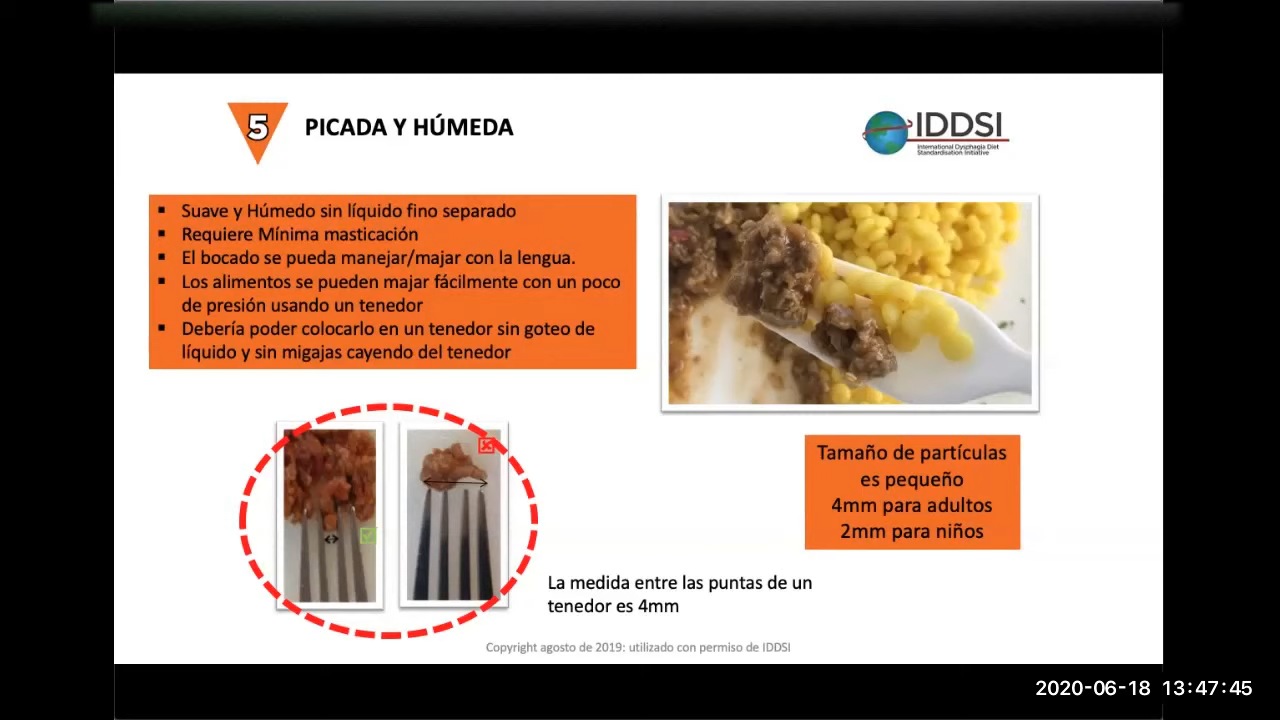 5
PICADA Y HÚMEDA
IDDSI
International Dysphagia Diet
Standardisation Initiative
▪ Suave y Húmedo sin líquido fino separado
▪ Requiere Mínima masticación
▪ El bocado se pueda manejar/majar con la lengua.
▪ Los alimentos se pueden majar fácilmente con un poco
de presión usando un tenedor
▪ Debería poder colocarlo en un tenedor sin goteo de
líquido y sin migajas cayendo del tenedor
Tamaño de partículas
es pequeño
4mm para adultos
2mm para niños
La medida entre las puntas de un
tenedor es 4mm
Copyright agosto de 2019: utilizado con permiso de IDDSI
2020-06-18 13:47:45